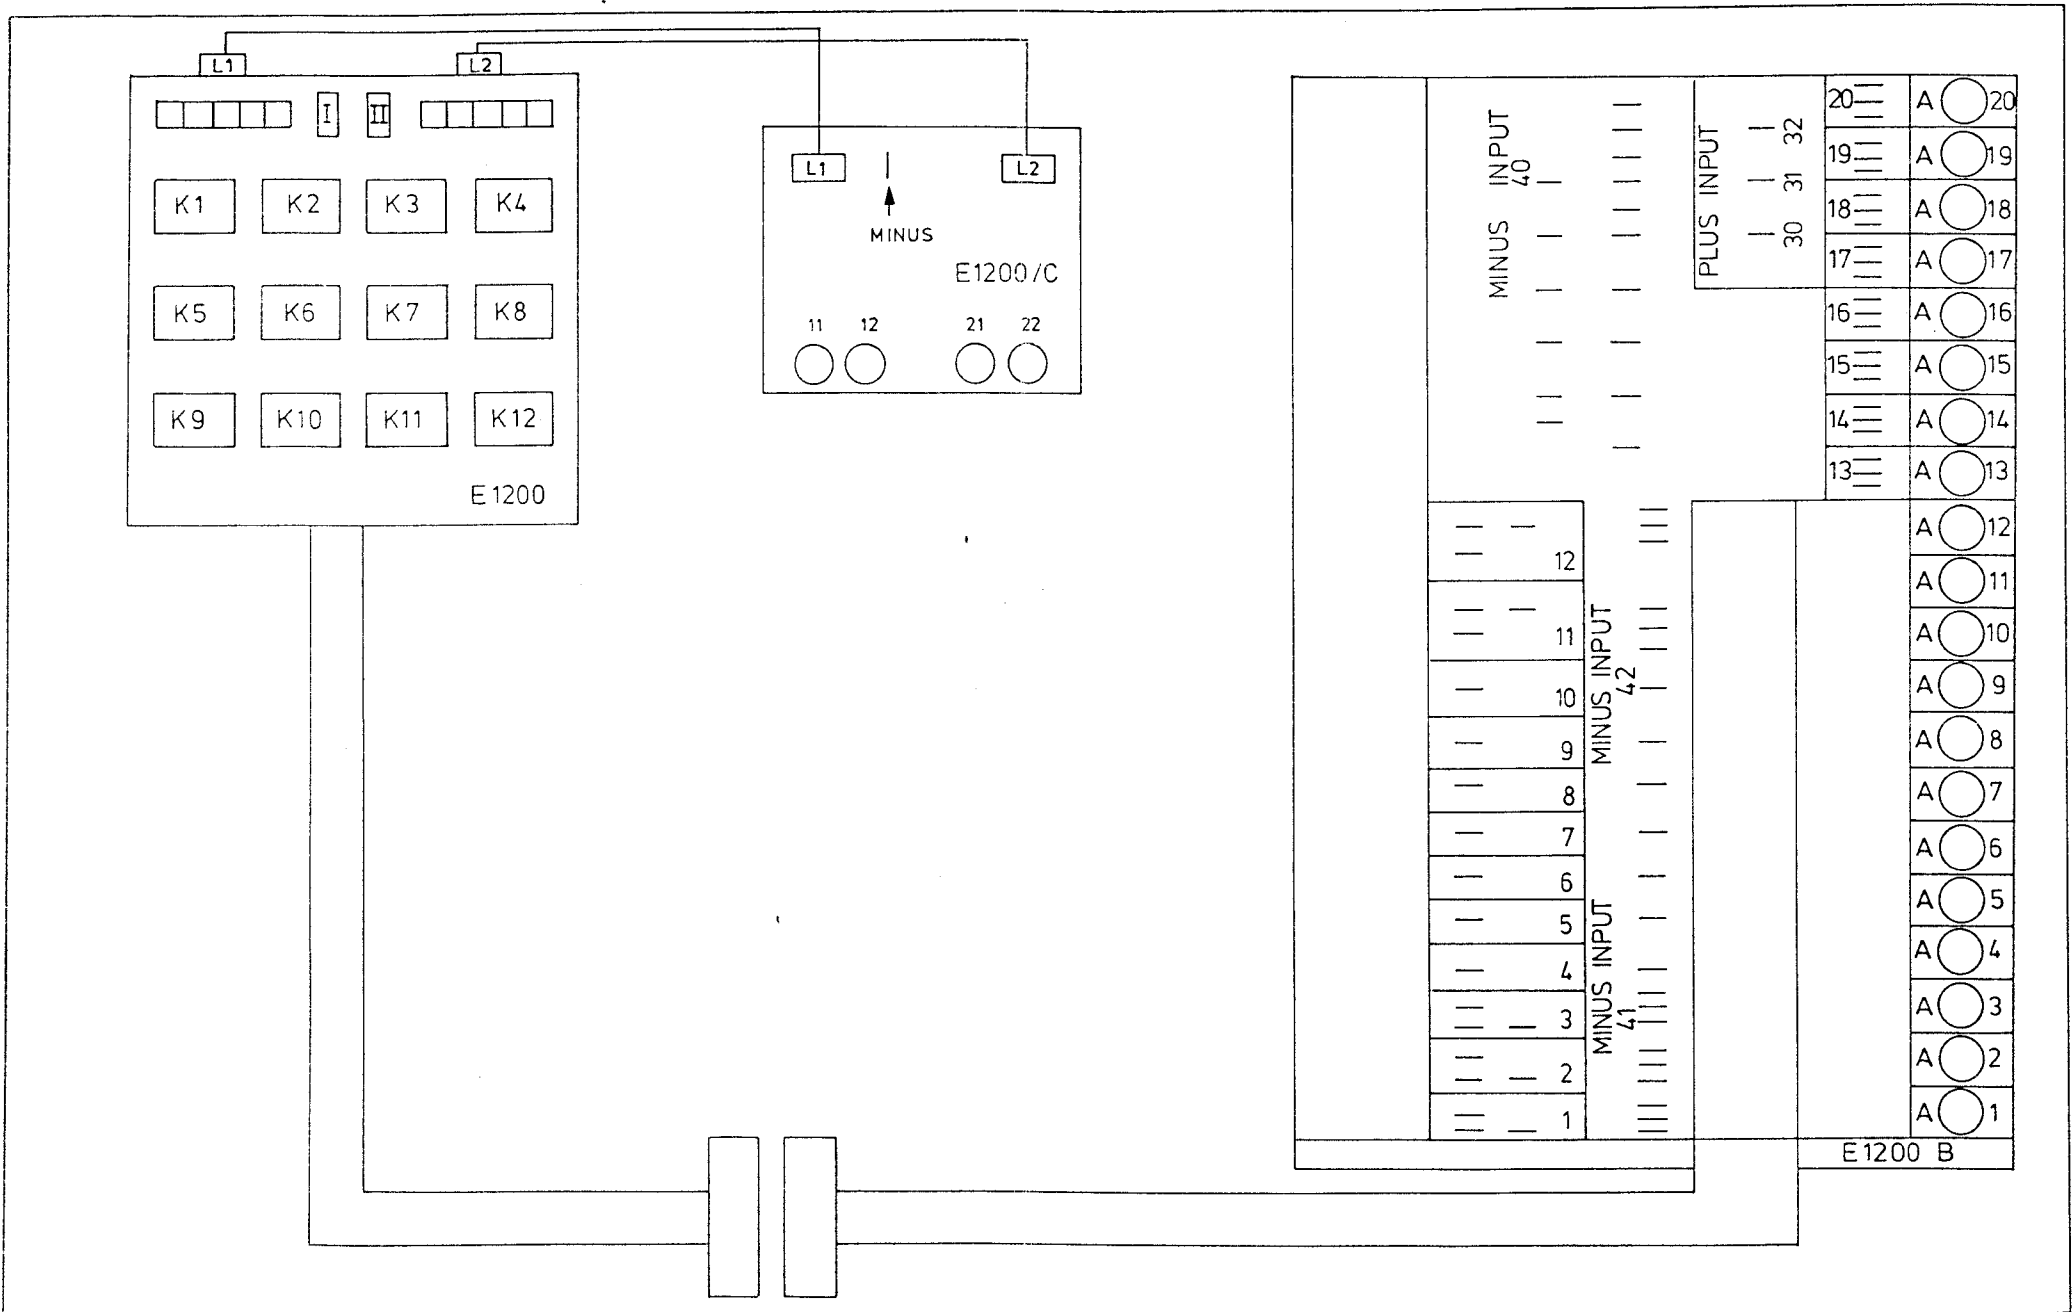 L1
L2
I II
K1 K2 K3 K4
K5 K6 K7 K8
K9 K10 K11 K12
E1200
L1 L2
MINUS
E1200/C
11 12 21 22
MINUS INPUT
40
PLUS INPUT
30 31 32
20 A 20
19 A 19
18 A 18
17 A 17
16 A 16
15 A 15
14 A 14
13 A 13
12
11
10
9
8
7
6
5
4
3
2
1
MINUS INPUT
42
MINUS INPUT
41
A 12
A 11
A 10
A 9
A 8
A 7
A 6
A 5
A 4
A 3
A 2
A 1
E1200 B